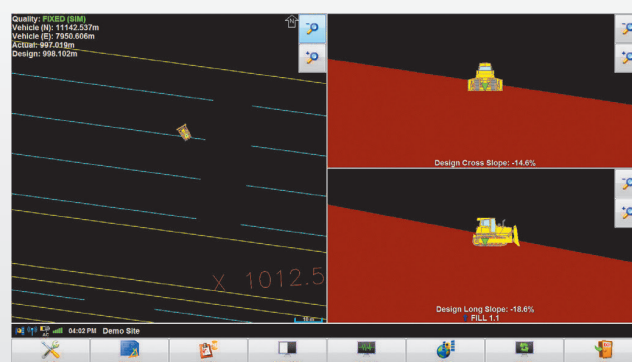 Quality: FIXED (SIM)
Vehicle (N): 11142.537m
Vehicle (E): 7950.606m
Actual: 997.019m
Design: 998.102m
N
Design Cross Slope: -14.6%
X 1012.5
Design Long Slope: -18.6%
FILL 1.1
AC
04:02 PM Demo Site